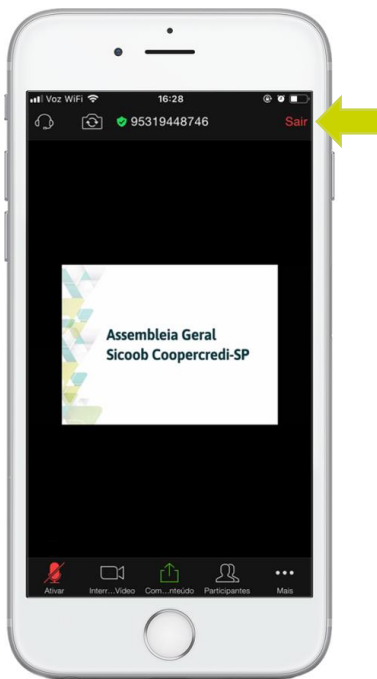 Voz WiFi 16:28
95319448746 Sair
Assembleia Geral
Sicoob Coopercredi-SP
Ativar Interr...Vídeo Com...nteúdo Participantes Mais